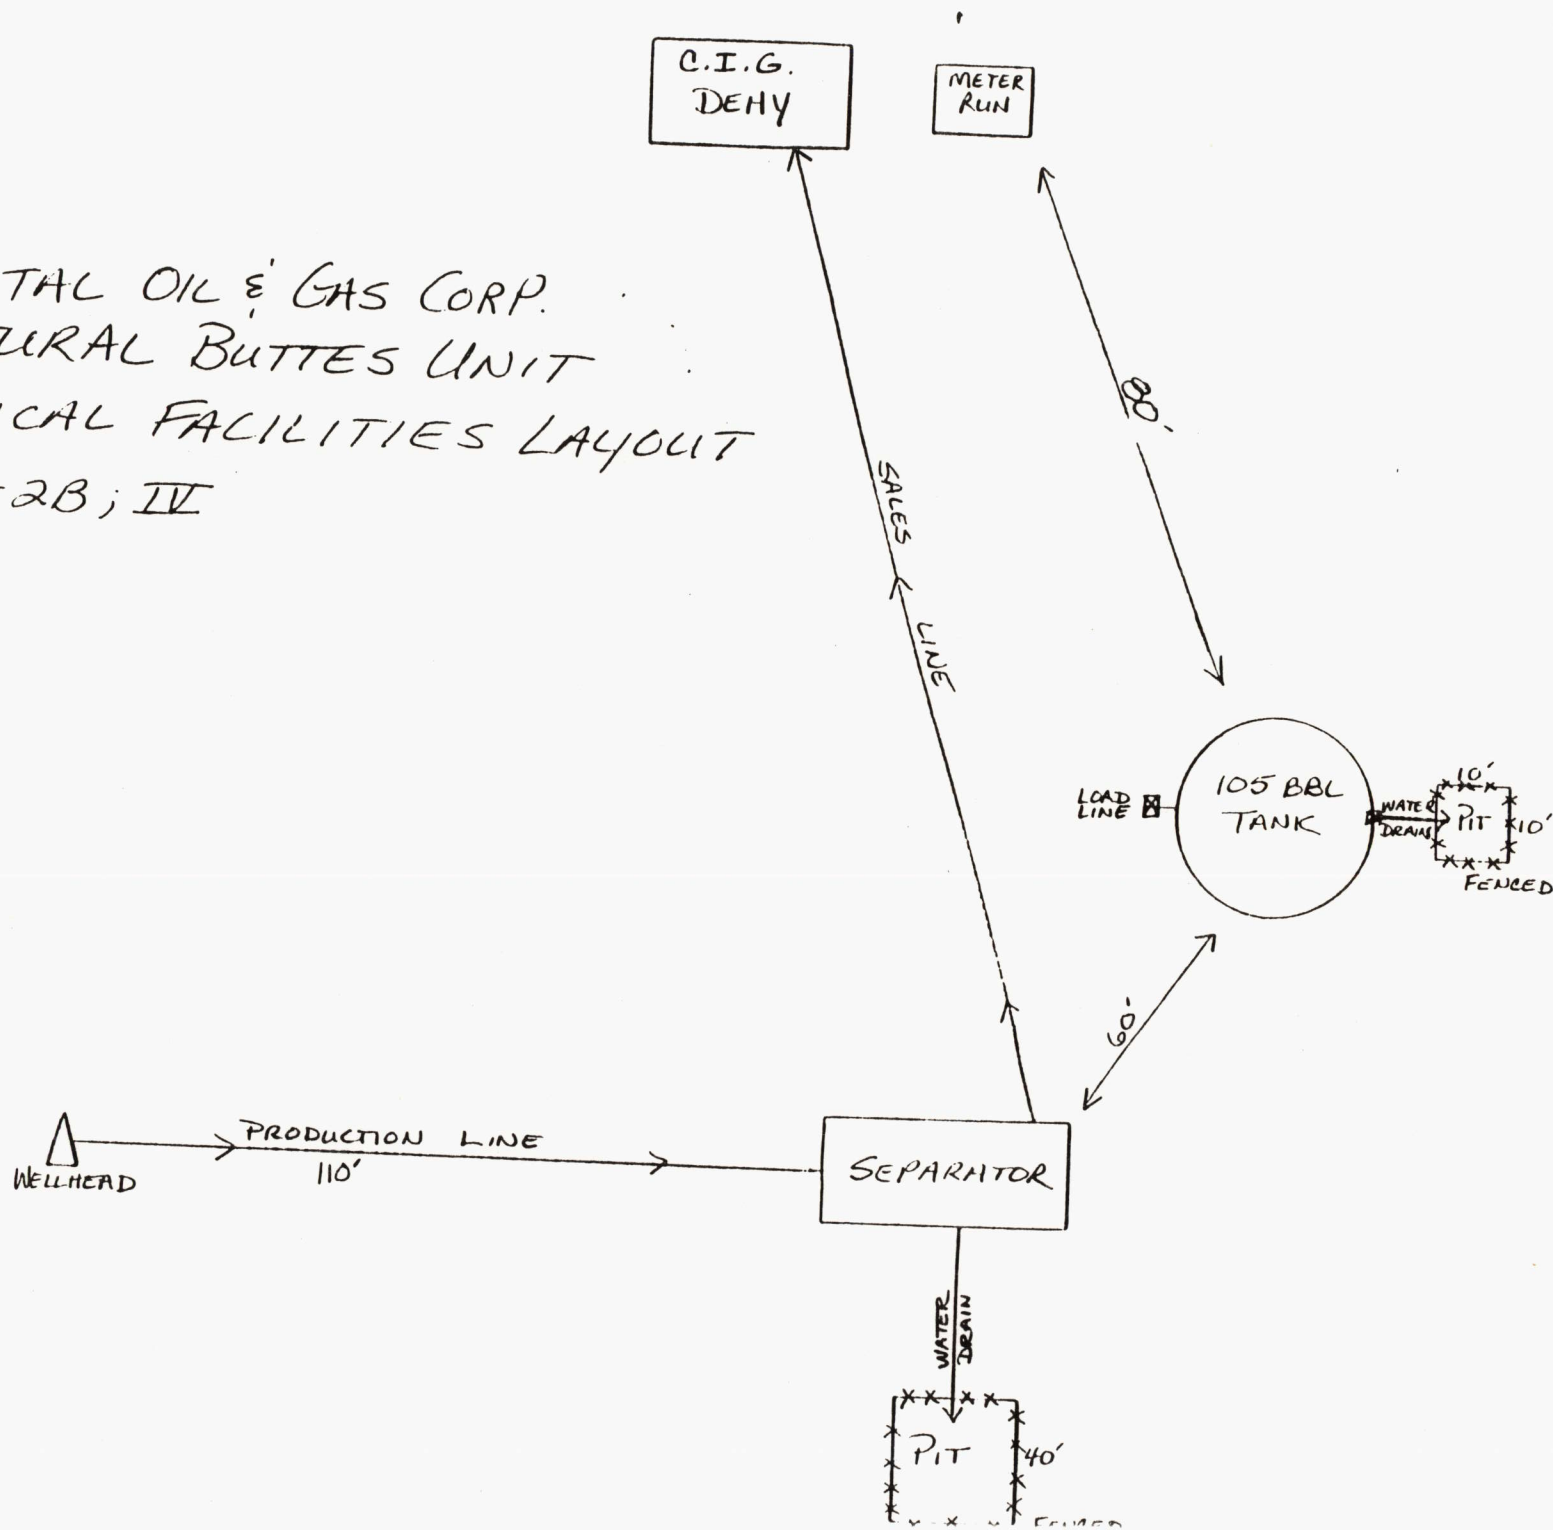 C.I.G.
DEHY
METER
RUN
TAL OIL & GAS CORP.
URAL BUTTES UNIT
ICAL FACILITIES LAYOUT
2B; IV
80'
SALES
LINE
LOAD
LINE
105 BBL
TANK
WATER
DRAIN
10'
PIT
10'
FENCED
60'
PRODUCTION LINE
110'
WELLHEAD
SEPARATOR
WATER
DRAIN
PIT
40'
FENCED